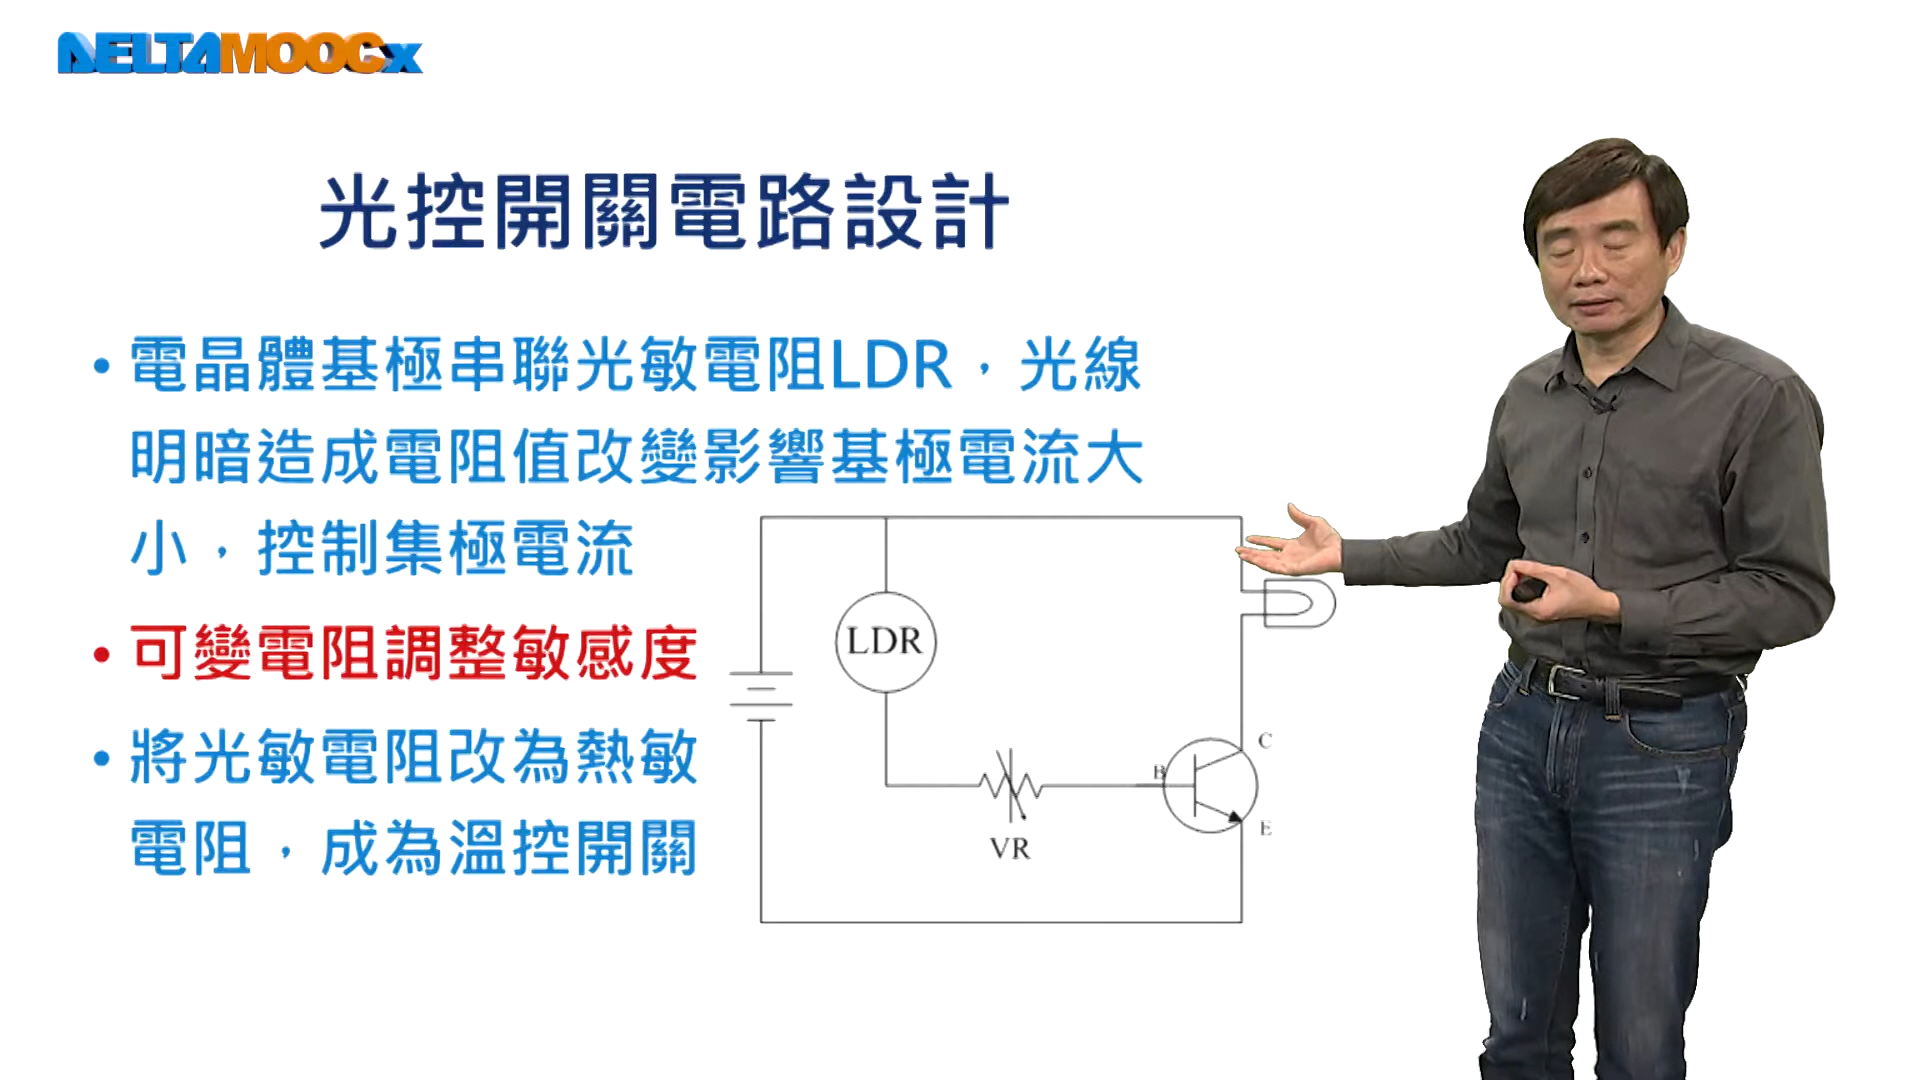 DELTAMOOCx
光控開關電路設計
• 電晶體基極串聯光敏電阻LDR，光線
明暗造成電阻值改變影響基極電流大
小，控制集極電流
• 可變電阻調整敏感度
• 將光敏電阻改為熱敏
電阻，成為溫控開關
LDR
C
B
E
VR